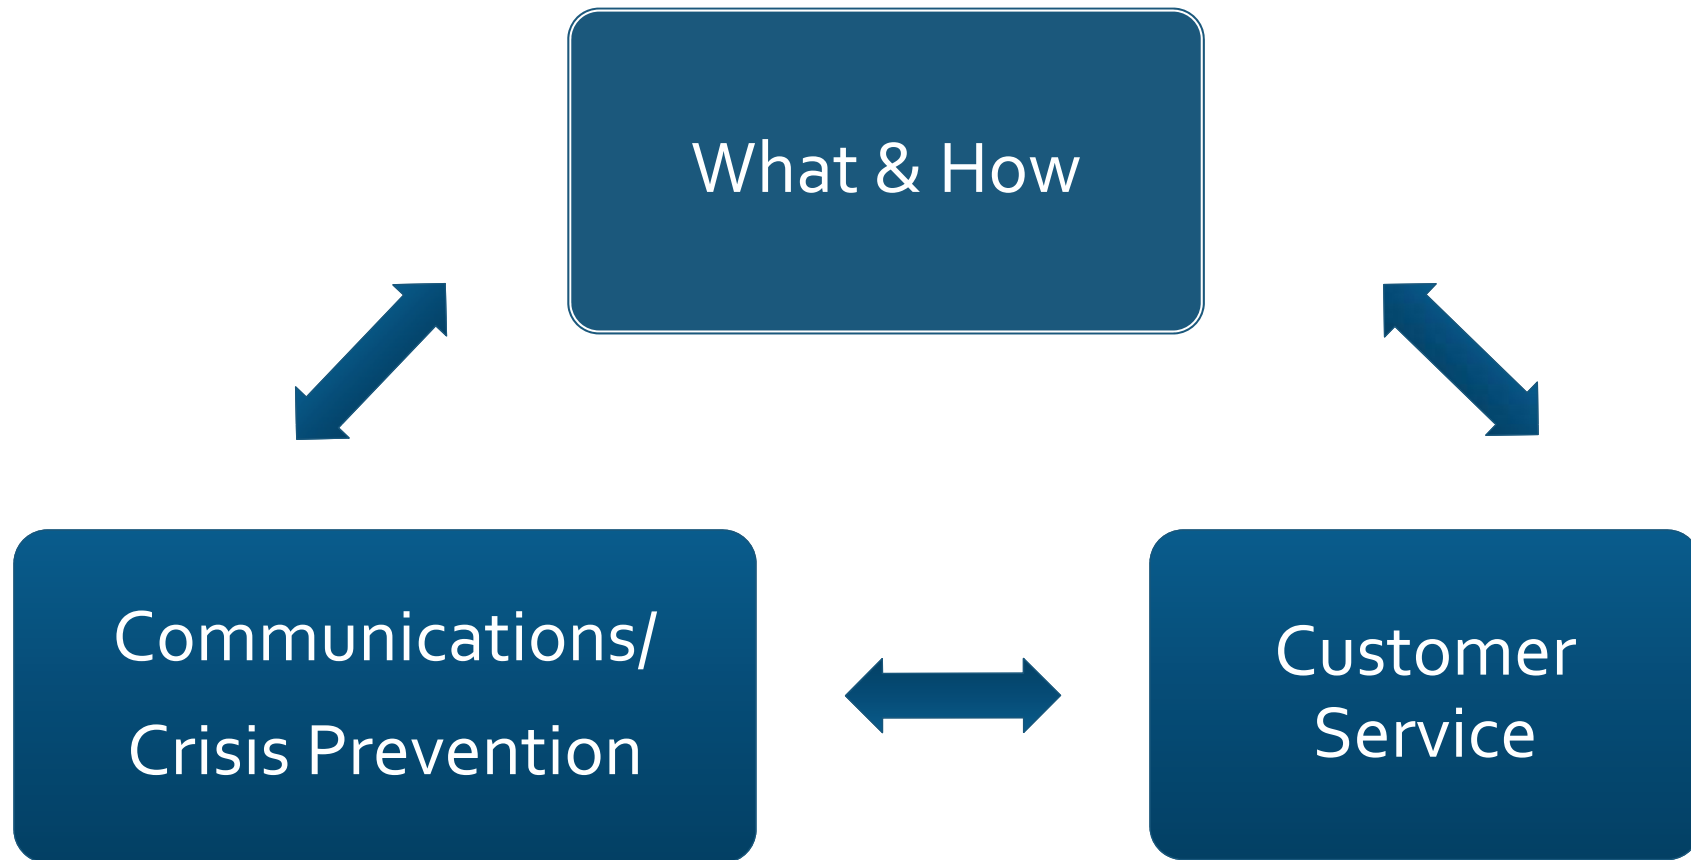 What & How
Communications/
Crisis Prevention
Customer
Service